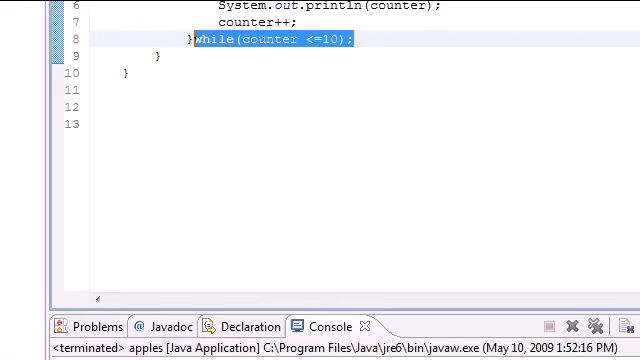 6 System.out.println(counter);
7 counter++;
8 }while(counter <=10);
9 }
10 }
11
12
13
Problems @ Javadoc Declaration Console
<terminated> apples [Java Application] C:\Program Files\Java\jre6\bin\javaw.exe (May 10, 2009 1:52:16 PM)